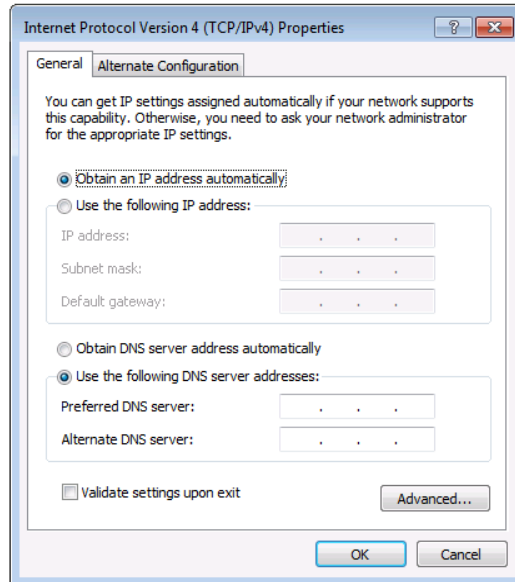 Internet Protocol Version 4 (TCP/IPv4) Properties
General
Alternate Configuration
You can get IP settings assigned automatically if your network supports
this capability. Otherwise, you need to ask your network administrator
for the appropriate IP settings.
Obtain an IP address automatically
Use the following IP address:
IP address:
Subnet mask:
Default gateway:
Obtain DNS server address automatically
Use the following DNS server addresses:
Preferred DNS server:
Alternate DNS server:
Validate settings upon exit
Advanced...
OK
Cancel